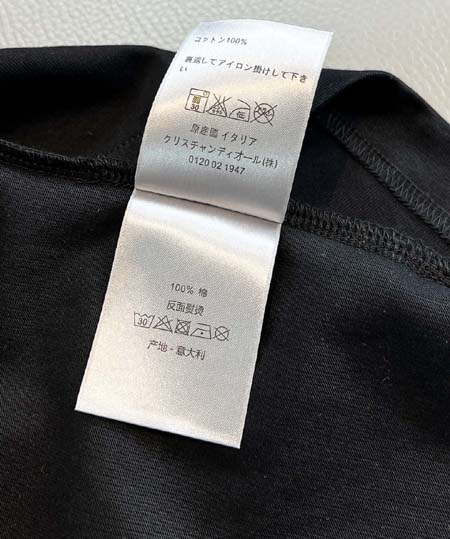 コットン100%
裏返してアイロン掛けして下さ
い
30
原産国 イタリア
クリスチャンディオール(株)
0120 02 1947
100% 棉
反面熨烫
30
产地 - 意大利